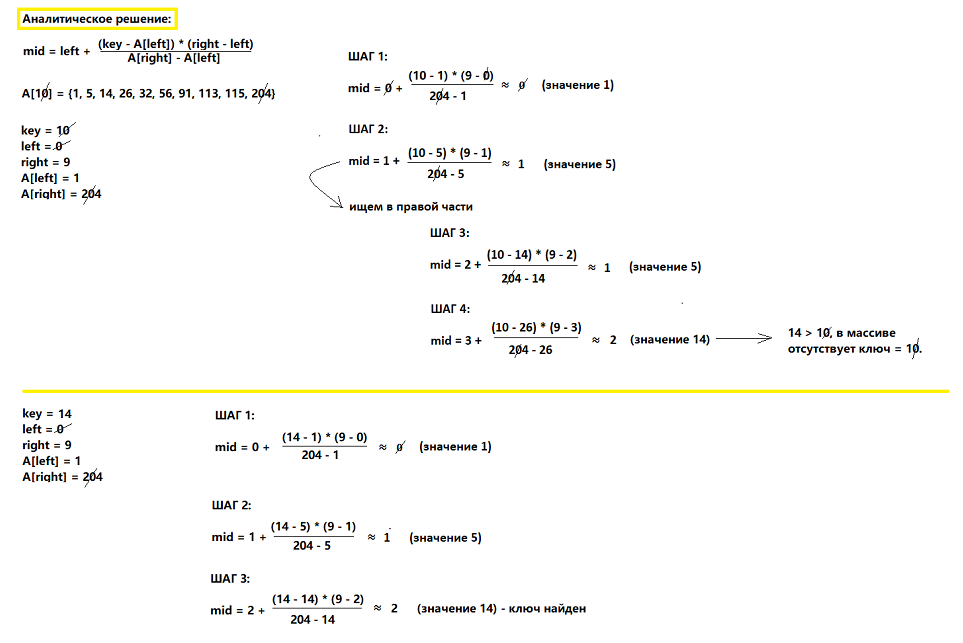 Аналитическое решение:
mid = left + (key - A[left]) * (right - left)
A[right] - A[left]
A[10] = {1, 5, 14, 26, 32, 56, 91, 113, 115, 204}
key = 10
left = 0
right = 9
A[left] = 1
A[right] = 204
ШАГ 1:
mid = 0 + (10 - 1) * (9 - 0) ≈ 0 (значение 1)
204 - 1
ШАГ 2:
mid = 1 + (10 - 5) * (9 - 1) ≈ 1 (значение 5)
204 - 5
ищем в правой части
ШАГ 3:
mid = 2 + (10 - 14) * (9 - 2) ≈ 1 (значение 5)
204 - 14
ШАГ 4:
mid = 3 + (10 - 26) * (9 - 3) ≈ 2 (значение 14)
204 - 26
14 > 10, в массиве
отсутствует ключ = 10.
key = 14
left = 0
right = 9
A[left] = 1
A[right] = 204
ШАГ 1:
mid = 0 + (14 - 1) * (9 - 0) ≈ 0 (значение 1)
204 - 1
ШАГ 2:
mid = 1 + (14 - 5) * (9 - 1) ≈ 1 (значение 5)
204 - 5
ШАГ 3:
mid = 2 + (14 - 14) * (9 - 2) ≈ 2 (значение 14) - ключ найден
204 - 14